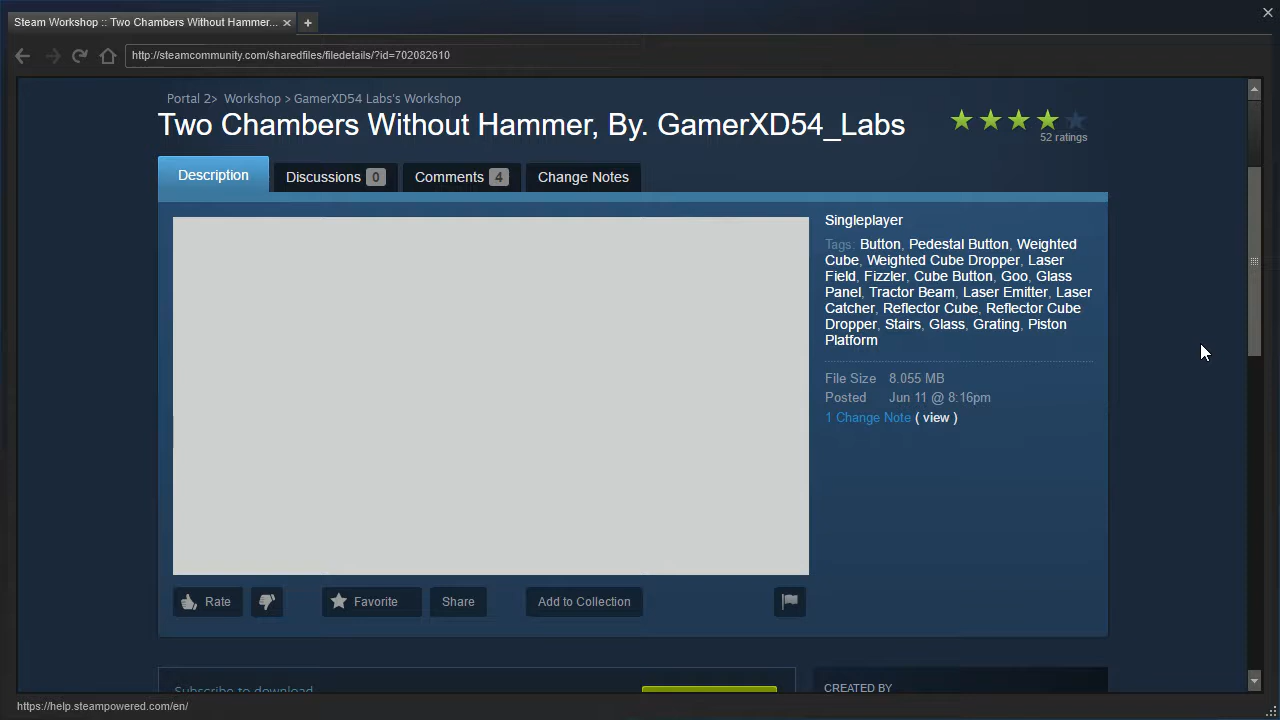 Steam Workshop :: Two Chambers Without Hammer...
http://steamcommunity.com/sharedfiles/filedetails/?id=702082610
Portal 2> Workshop > GamerXD54 Labs's Workshop
Two Chambers Without Hammer, By. GamerXD54_Labs
52 ratings
Description
Discussions 0
Comments 4
Change Notes
Singleplayer
Tags: Button, Pedestal Button, Weighted
Cube, Weighted Cube Dropper, Laser
Field, Fizzler, Cube Button, Goo, Glass
Panel, Tractor Beam, Laser Emitter, Laser
Catcher, Reflector Cube, Reflector Cube
Dropper, Stairs, Glass, Grating, Piston
Platform
File Size 8.055 MB
Posted Jun 11 @ 8:16pm
1 Change Note ( view )
Rate
Favorite
Share
Add to Collection
Subscribe to download
CREATED BY
https://help.steampowered.com/en/